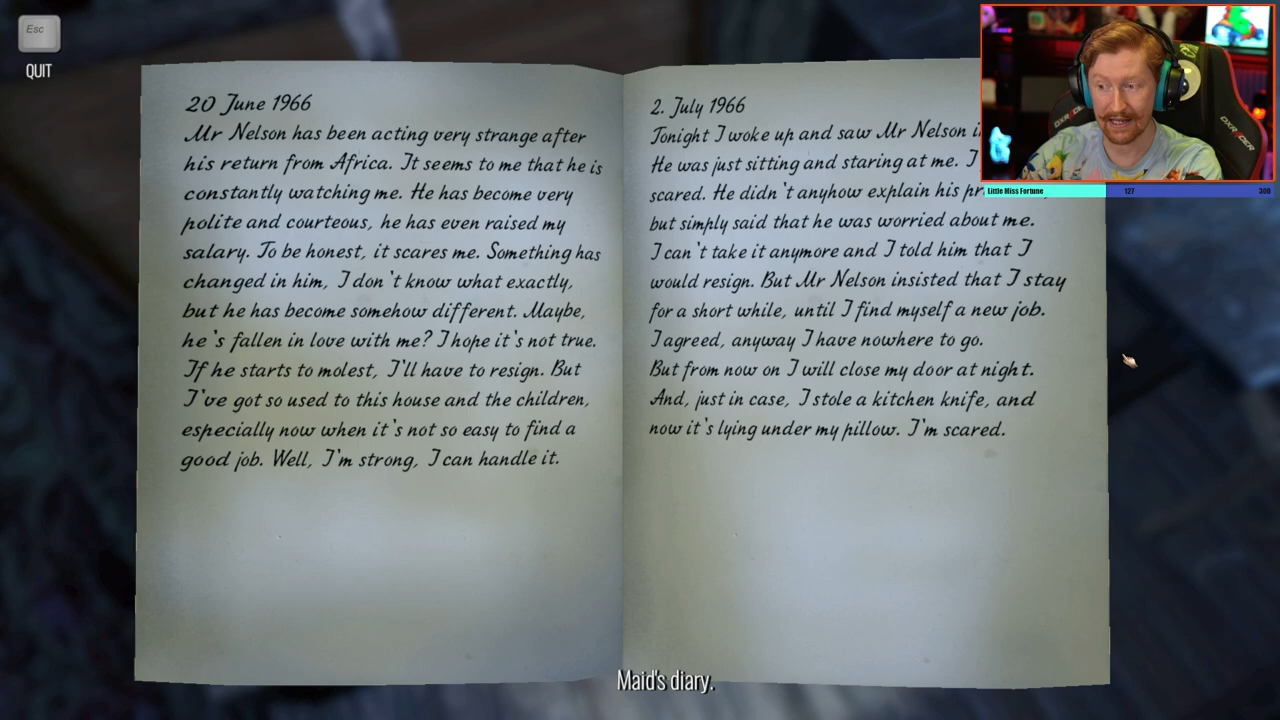 Esc
QUIT
20 June 1966
Mr Nelson has been acting very strange after
his return from Africa. It seems to me that he is
constantly watching me. He has become very
polite and courteous, he has even raised my
salary. To be honest, it scares me. Something has
changed in him, I don't know what exactly,
but he has become somehow different. Maybe,
he's fallen in love with me? I hope it's not true.
If he starts to molest, I'll have to resign. But
I've got so used to this house and the children,
especially now when it's not so easy to find a
good job. Well, I'm strong, I can handle it.
2. July 1966
Tonight I woke up and saw Mr Nelson
He was just sitting and staring at me. I
scared. He didn't anyhow explain his
but simply said that he was worried about me.
I can't take it anymore and I told him that I
would resign. But Mr Nelson insisted that I stay
for a short while, until I find myself a new job.
I agreed, anyway I have nowhere to go.
But from now on I will close my door at night.
And, just in case, I stole a kitchen knife, and
now it's lying under my pillow. I'm scared.
Maid's diary.
DXRACER
Little Miss Fortune 127 300